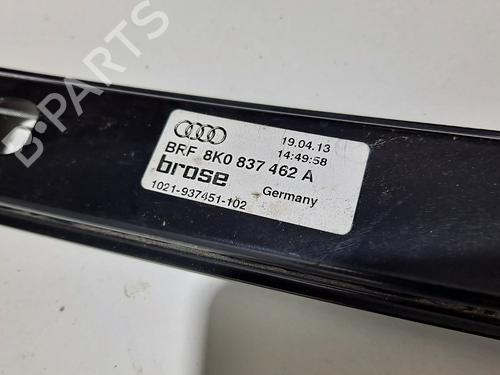 19.04.13
14:49:58
BRF 8K0 837 462 A
brose
Germany
1021-937451-102
B-PARTS